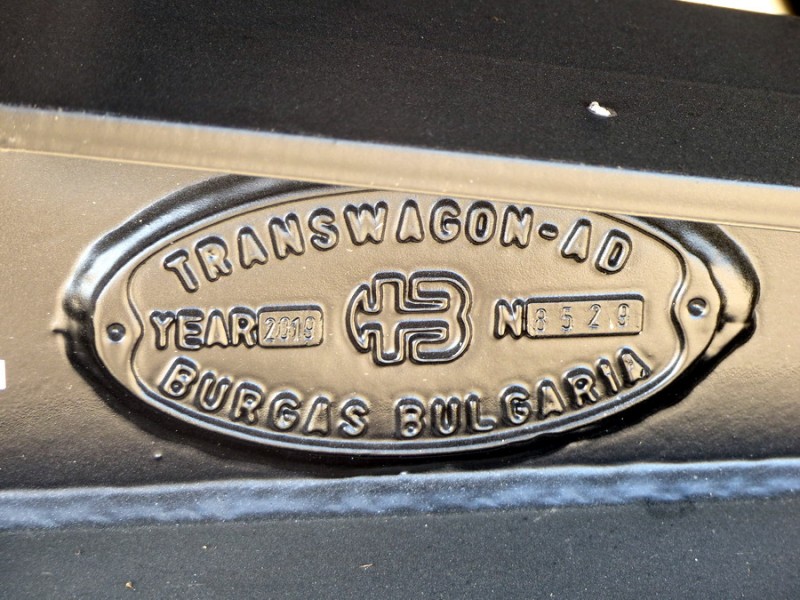 TRANSWAGON-AD
YEAR 2019 N 8529
BURGAS BULGARIA